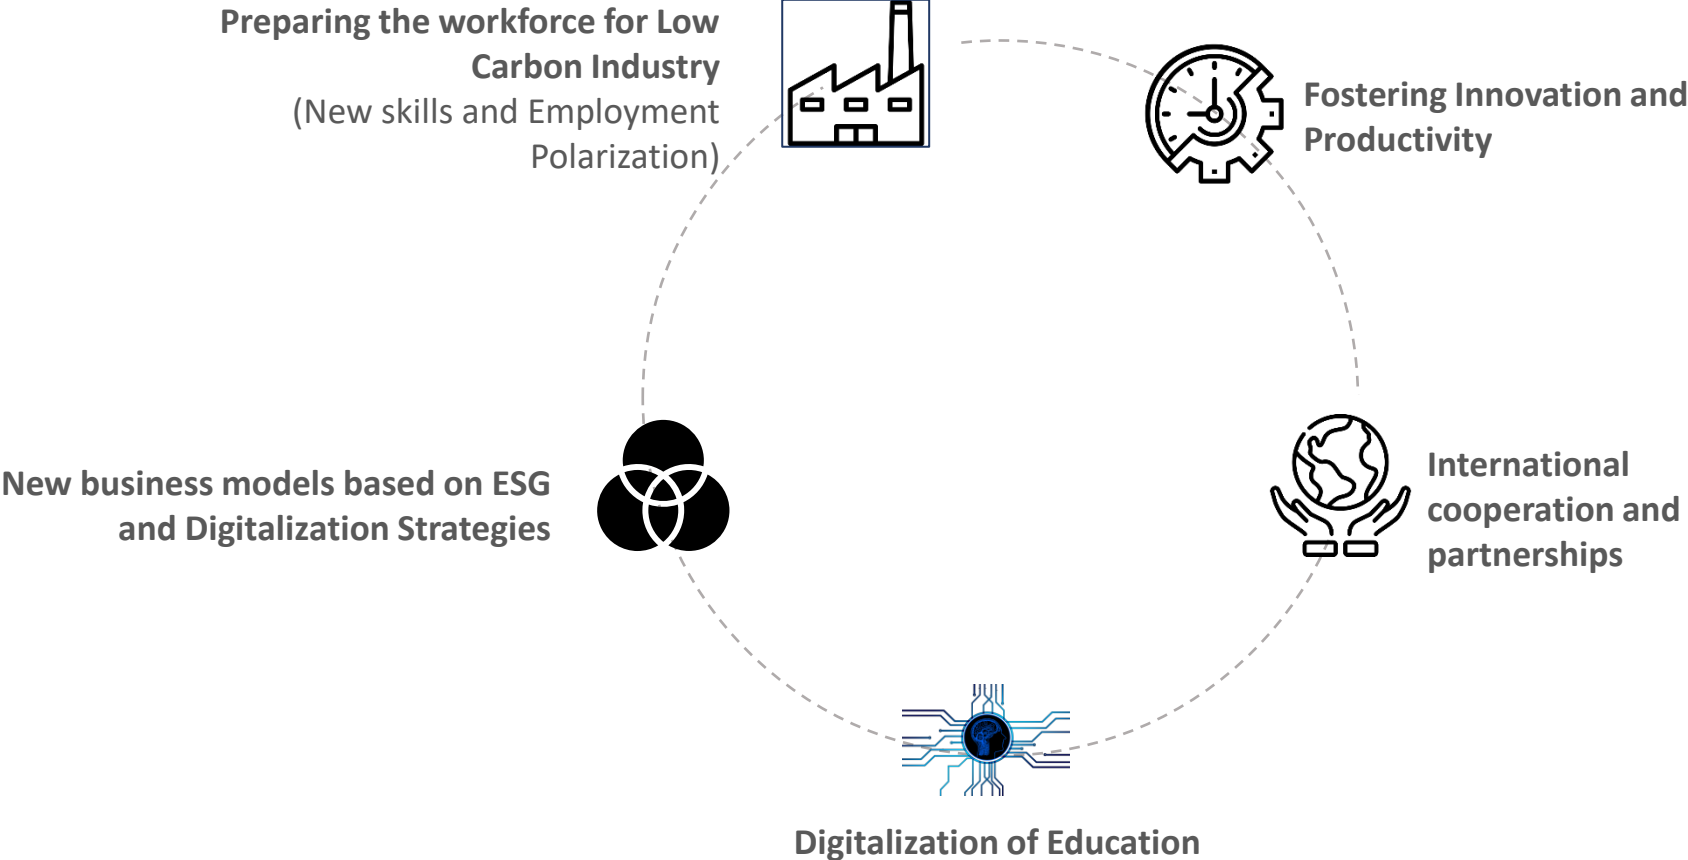 Preparing the workforce for Low
Carbon Industry
(New skills and Employment
Polarization)
Fostering Innovation and
Productivity
New business models based on ESG
and Digitalization Strategies
International
cooperation and
partnerships
Digitalization of Education